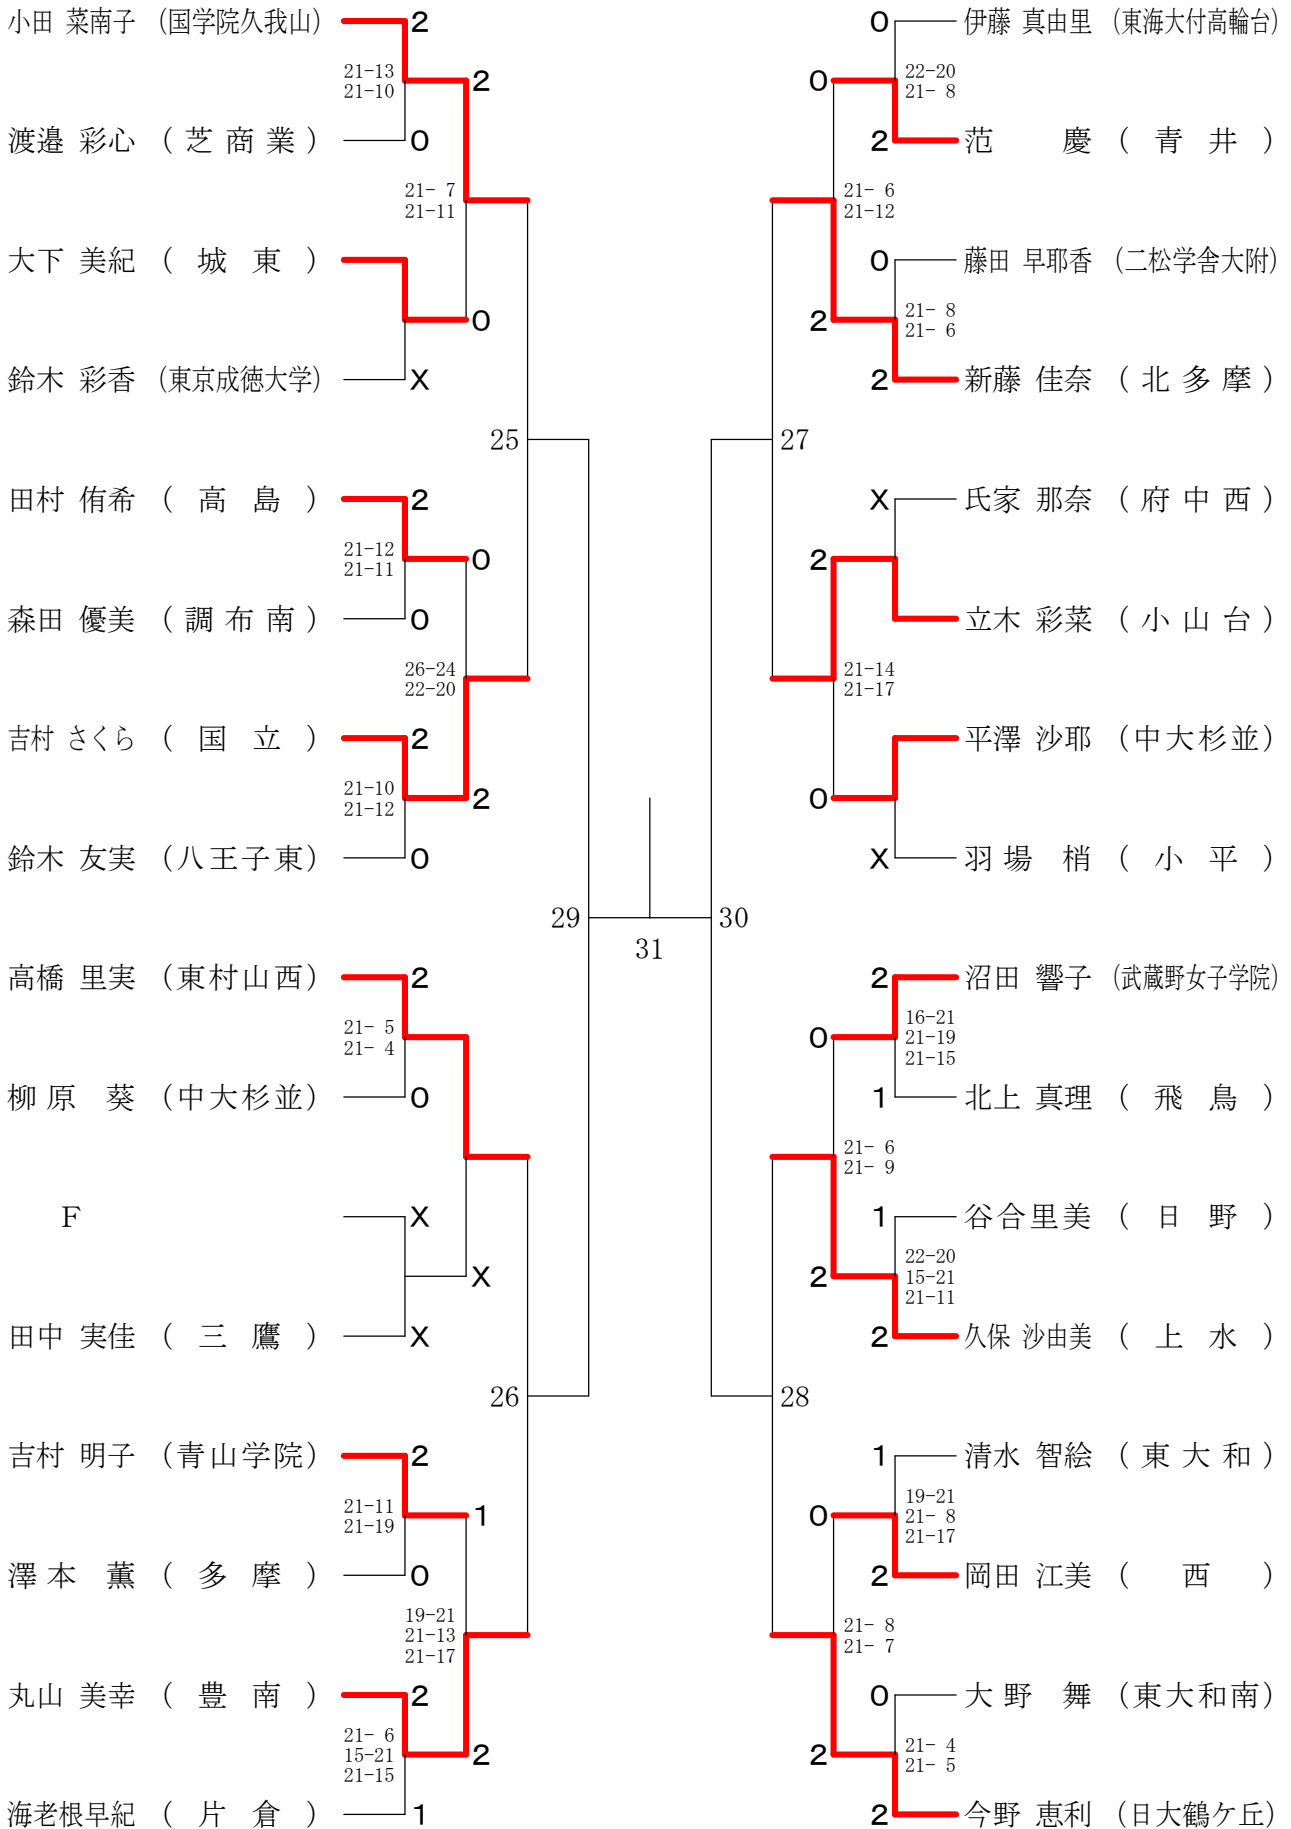 小田 菜南子 (国学院久我山) 2
21-13
21-10
2
渡邉 彩心 ( 芝 商 業 ) 0
21- 7
21-11
大下 美紀 ( 城 東 )
0
鈴木 彩香 (東京成徳大学) X
25
田村 侑希 ( 高 島 ) 2
21-12
21-11
0
森田 優美 ( 調 布 南 ) 0
26-24
22-20
吉村 さくら ( 国 立 ) 2
21-10
21-12
2
鈴木 友実 (八王子東) 0
29
高橋 里実 (東村山西) 2
21- 5
21- 4
柳 原 葵 (中大杉並) 0
F X
X
田中 実佳 ( 三 鷹 ) X
26
吉村 明子 (青山学院) 2
21-11
21-19
1
澤 本 薫 ( 多 摩 ) 0
19-21
21-13
21-17
丸山 美幸 ( 豊 南 ) 2
21- 6
15-21
21-15
2
海老根早紀 ( 片 倉 ) 1
31
0 伊藤 真由里 (東海大付高輪台)
0
22-20
21- 8
2 范 慶 ( 青 井 )
21- 6
21-12
0 藤田 早耶香 (二松学舎大附)
2
21- 8
21- 6
2 新藤 佳奈 ( 北 多 摩 )
27
X 氏家 那奈 ( 府 中 西 )
2
立木 彩菜 ( 小 山 台 )
21-14
21-17
平澤 沙耶 (中大杉並)
0
X 羽 場 梢 ( 小 平 )
30
2 沼田 響子 (武蔵野女子学院)
0
16-21
21-19
21-15
1 北上 真理 ( 飛 鳥 )
21- 6
21- 9
1 谷合里美 ( 日 野 )
2
22-20
15-21
21-11
2 久保 沙由美 ( 上 水 )
28
1 清水 智絵 ( 東 大 和 )
0
19-21
21- 8
21-17
2 岡田 江美 ( 西 )
21- 8
21- 7
0 大 野 舞 (東大和南)
2
21- 4
21- 5
2 今野 恵利 (日大鶴ケ丘)